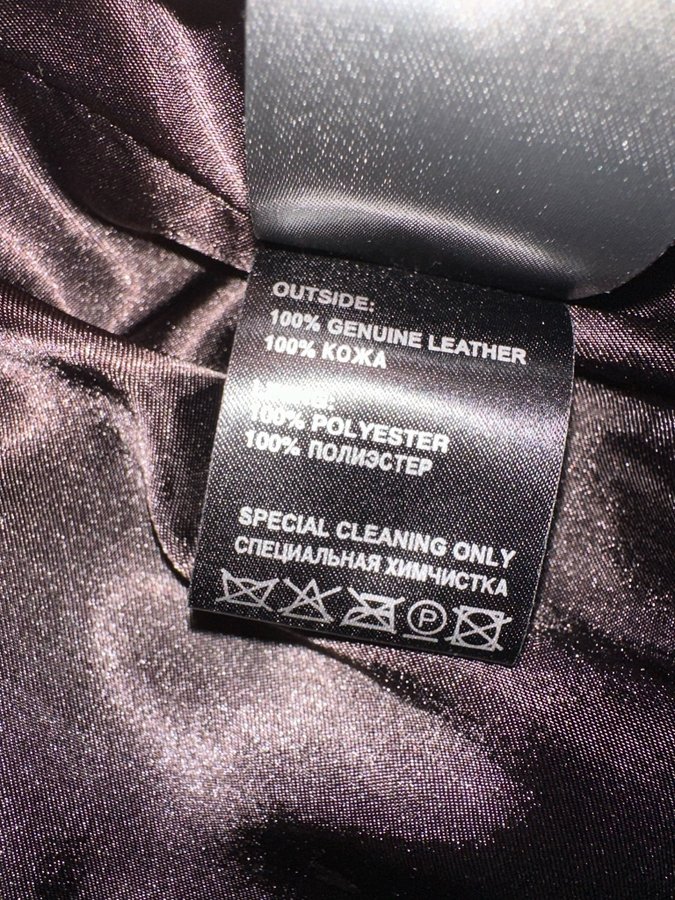 OUTSIDE:
100% GENUINE LEATHER
100% КОЖА
100% POLYESTER
100% ПОЛИЭСТЕР
SPECIAL CLEANING ONLY
СПЕЦИАЛЬНАЯ ХИМЧИСТКА
P